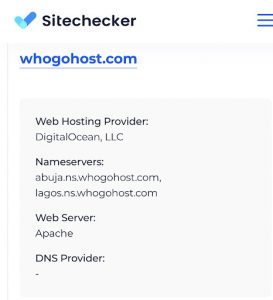 Sitechecker
whogohost.com
Web Hosting Provider:
DigitalOcean, LLC
Nameservers:
abuja.ns.whogohost.com,
lagos.ns.whogohost.com
Web Server:
Apache
DNS Provider:
-